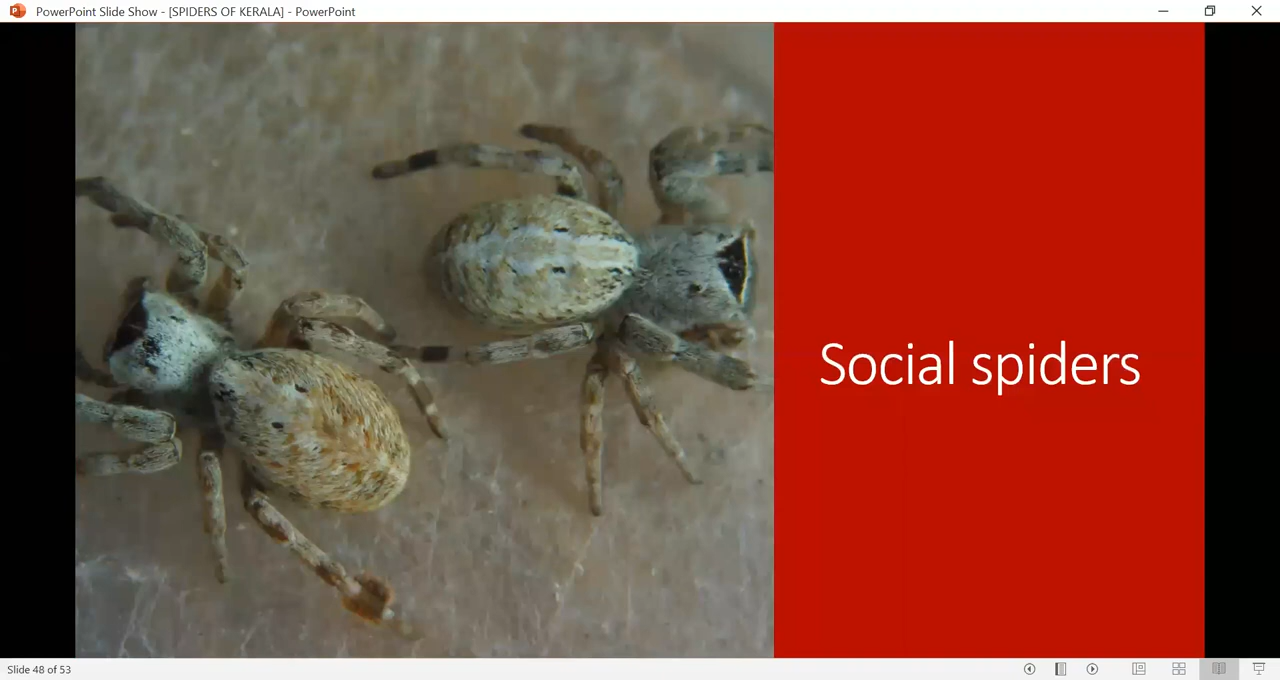 PowerPoint Slide Show - [SPIDERS OF KERALA] - PowerPoint
Social spiders
Slide 48 of 53